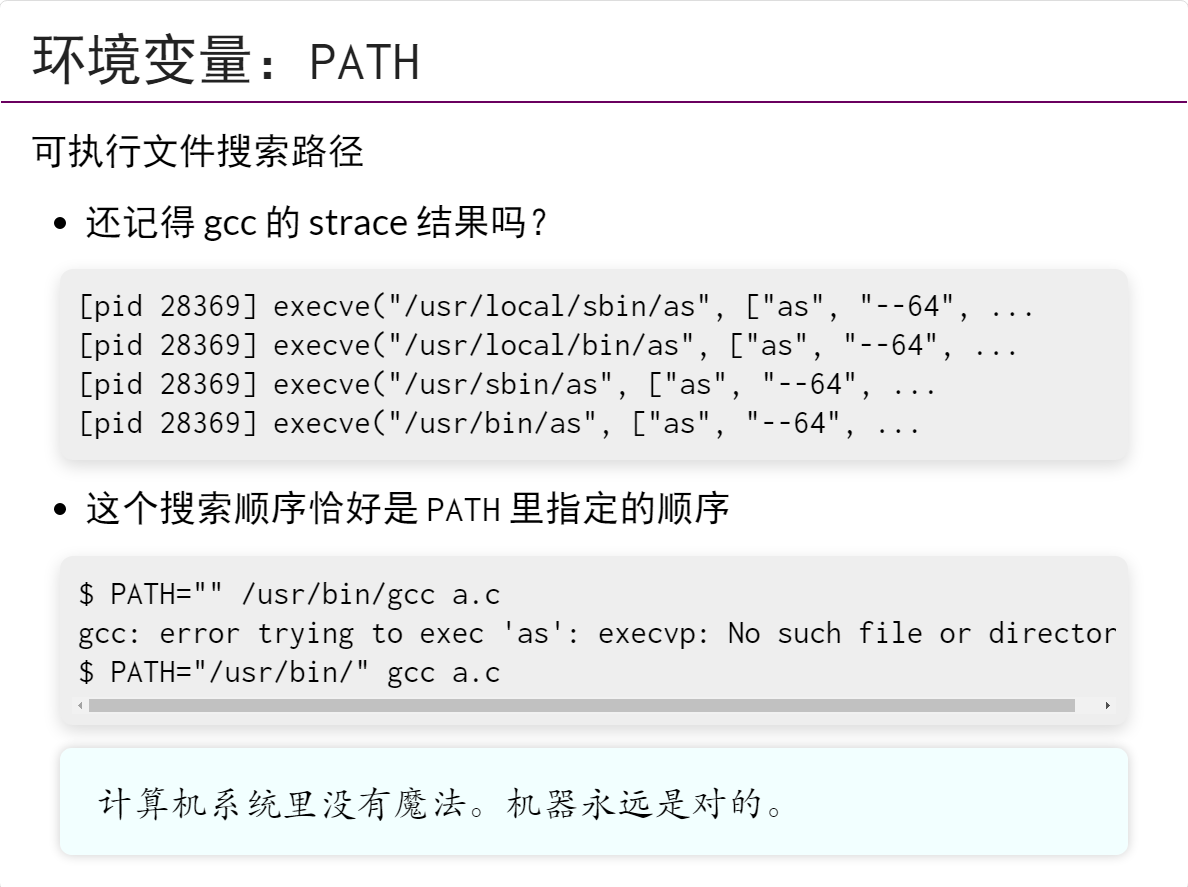 环境变量：PATH
可执行文件搜索路径
• 还记得 gcc 的 strace 结果吗？
[pid 28369] execve("/usr/local/sbin/as", ["as", "--64", ...
[pid 28369] execve("/usr/local/bin/as", ["as", "--64", ...
[pid 28369] execve("/usr/sbin/as", ["as", "--64", ...
[pid 28369] execve("/usr/bin/as", ["as", "--64", ...
• 这个搜索顺序恰好是 PATH 里指定的顺序
$ PATH="" /usr/bin/gcc a.c
gcc: error trying to exec 'as': execvp: No such file or director
$ PATH="/usr/bin/" gcc a.c
计算机系统里没有魔法。机器永远是对的。